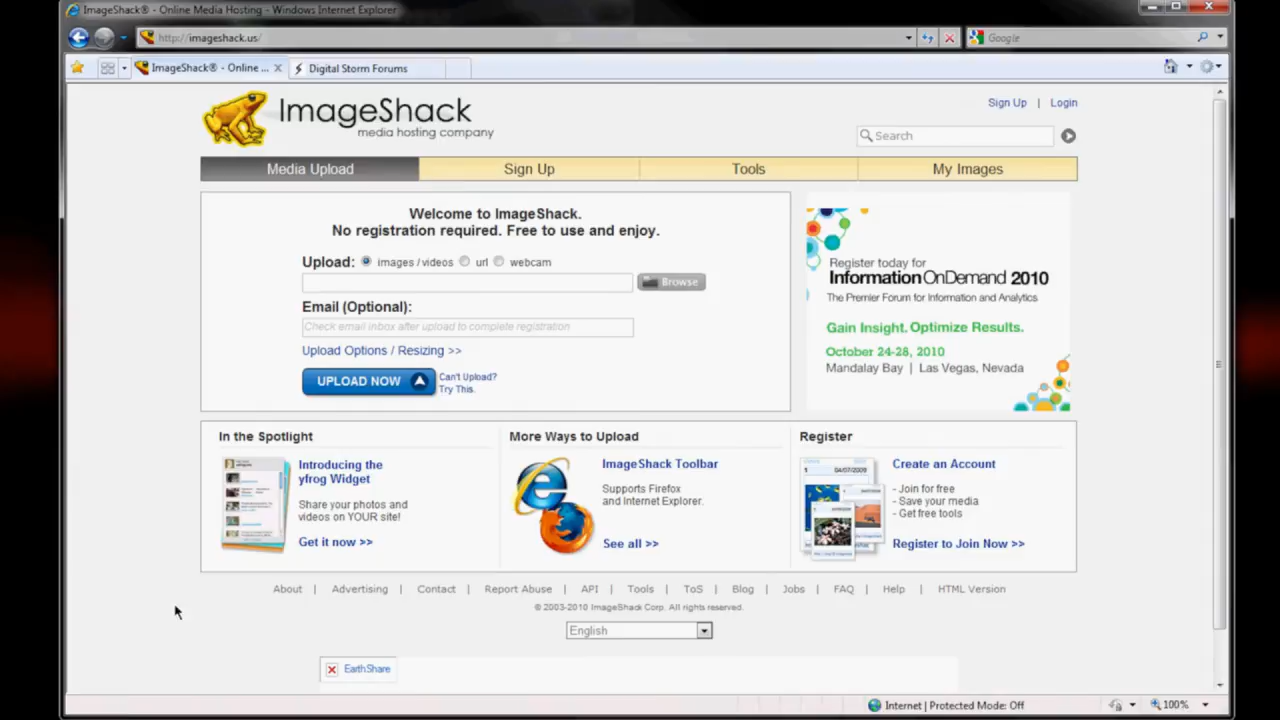 ImageShack® - Online Media Hosting - Windows Internet Explorer
http://imageshack.us/
Google
ImageShack® - Online ...
Digital Storm Forums
ImageShack
media hosting company
Sign Up | Login
Search
Media Upload
Sign Up
Tools
My Images
Welcome to ImageShack.
No registration required. Free to use and enjoy.
Upload: images / videos url webcam
Browse
Email (Optional):
Check email inbox after upload to complete registration
Upload Options / Resizing >>
UPLOAD NOW
Can't Upload?
Try This.
Register today for
InformationOnDemand 2010
The Premier Forum for Information and Analytics
Gain Insight. Optimize Results.
October 24-28, 2010
Mandalay Bay | Las Vegas, Nevada
In the Spotlight
Introducing the
yfrog Widget
Share your photos and
videos on YOUR site!
Get it now >>
More Ways to Upload
ImageShack Toolbar
Supports Firefox
and Internet Explorer.
See all >>
Register
04/07/2009
Create an Account
- Join for free
- Save your media
- Get free tools
Register to Join Now >>
About | Advertising | Contact | Report Abuse | API | Tools | ToS | Blog | Jobs | FAQ | Help | HTML Version
© 2003-2010 ImageShack Corp. All rights reserved.
English
EarthShare
Internet | Protected Mode: Off
100%